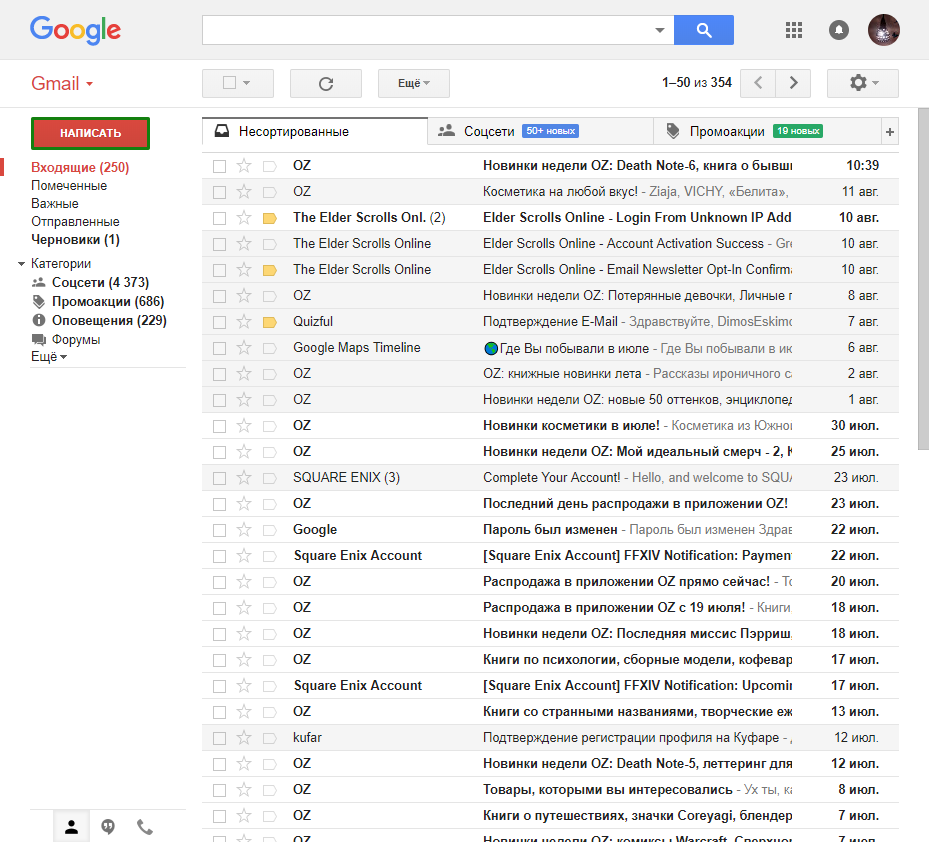 Google
Gmail
Ещё
1–50 из 354
НАПИСАТЬ
Входящие (250)
Помеченные
Важные
Отправленные
Черновики (1)
Категории
Соцсети (4 373)
Промоакции (686)
Оповещения (229)
Форумы
Ещё
Несортированные Соцсети 50+ новых Промоакции 19 новых +
OZ Новинки недели OZ: Death Note-6, книга о бывш 10:39
OZ Косметика на любой вкус! - Ziaja, VICHY, «Белита», 11 авг.
The Elder Scrolls Onl. (2) Elder Scrolls Online - Login From Unknown IP Add 10 авг.
The Elder Scrolls Online Elder Scrolls Online - Account Activation Success - Gre 10 авг.
The Elder Scrolls Online Elder Scrolls Online - Email Newsletter Opt-In Confirma 10 авг.
OZ Новинки недели OZ: Потерянные девочки, Личные 8 авг.
Quizful Подтверждение E-Mail - Здравствуйте, DimosEskimo 7 авг.
Google Maps Timeline Где Вы побывали в июле - Где Вы побывали в ию 6 авг.
OZ OZ: книжные новинки лета - Рассказы ироничного с 2 авг.
OZ Новинки недели OZ: новые 50 оттенков, энциклопед 1 авг.
OZ Новинки косметики в июле! - Косметика из Южно 30 июл.
OZ Новинки недели OZ: Мой идеальный смерч - 2, К 25 июл.
SQUARE ENIX (3) Complete Your Account! - Hello, and welcome to SQUA 23 июл.
OZ Последний день распродажи в приложении OZ! 23 июл.
Google Пароль был изменен - Пароль был изменен Здрав 22 июл.
Square Enix Account [Square Enix Account] FFXIV Notification: Paymen 22 июл.
OZ Распродажа в приложении OZ прямо сейчас! - То 20 июл.
OZ Распродажа в приложении OZ с 19 июля! - Книги, 18 июл.
OZ Новинки недели OZ: Последняя миссис Пэрриш, 18 июл.
OZ Книги по психологии, сборные модели, кофевар 17 июл.
Square Enix Account [Square Enix Account] FFXIV Notification: Upcomin 17 июл.
OZ Книги со странными названиями, творческие еж 13 июл.
kufar Подтверждение регистрации профиля на Куфаре - 12 июл.
OZ Новинки недели OZ: Death Note-5, леттеринг для 12 июл.
OZ Товары, которыми вы интересовались - Ух ты, ка 8 июл.
OZ Книги о путешествиях, значки Coreyagi, блендер 7 июл.
OZ Новинки недели OZ: комиксы Warcraft, Сверхно 7 июл.